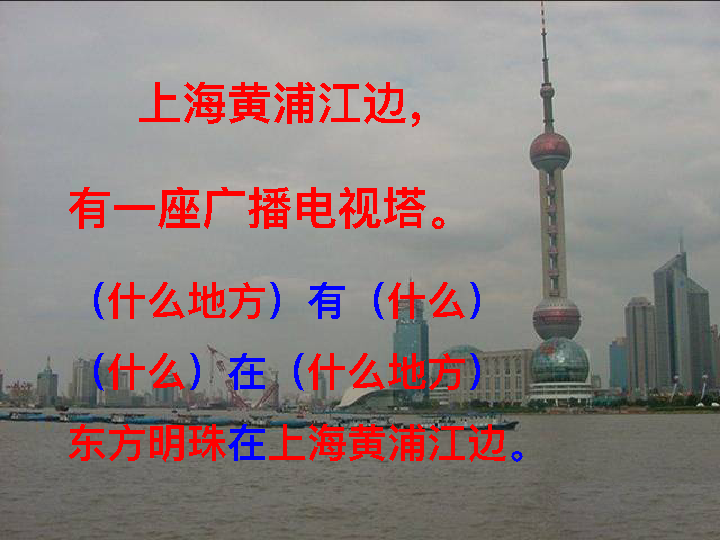 上海黄浦江边，
有一座广播电视塔。
（什么地方）有（什么）
（什么）在（什么地方）
东方明珠在上海黄浦江边。